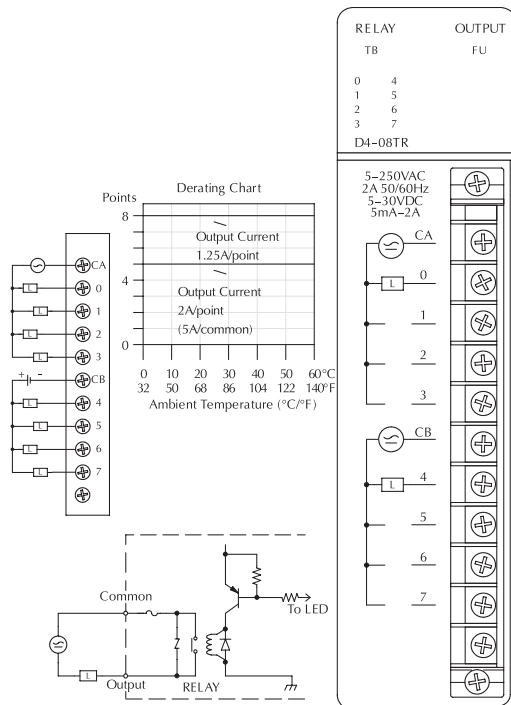 RELAY OUTPUT
TB FU
0 4
1 5
2 6
3 7
D4–08TR
5–250VAC
2A 50/60Hz
5–30VDC
5mA–2A
CA
L 0
1
2
3
CB
L 4
5
6
7
Derating Chart
Points
8
4
0
Output Current
1.25A/point
Output Current
2A/point
(5A/common)
0 10 20 30 40 50 60°C
32 50 68 86 104 122 140°F
Ambient Temperature (°C/°F)
CA
L 0
L 1
L 2
L 3
+ - CB
L 4
L 5
L 6
L 7
Common
To LED
L
Output
RELAY